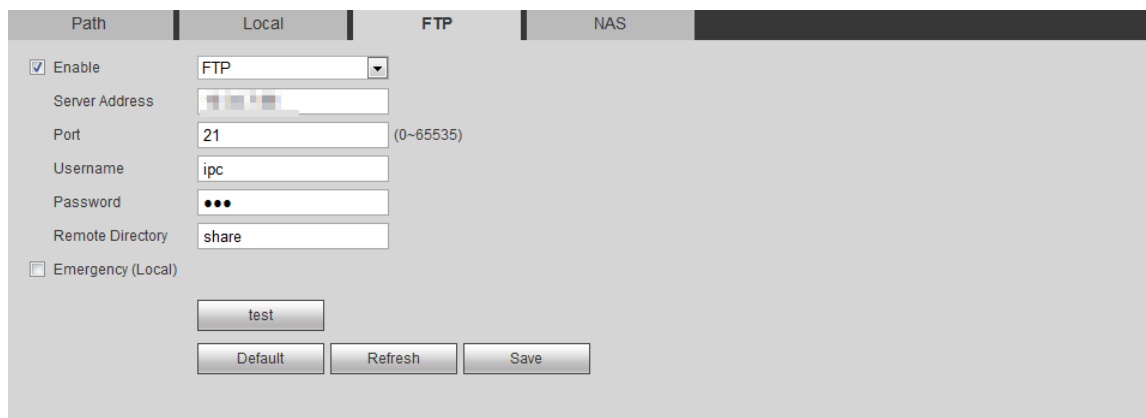 Path Local FTP NAS
Enable FTP
Server Address
Port 21 (0~65535)
Username ipc
Password ●●●
Remote Directory share
Emergency (Local)
test
Default Refresh Save